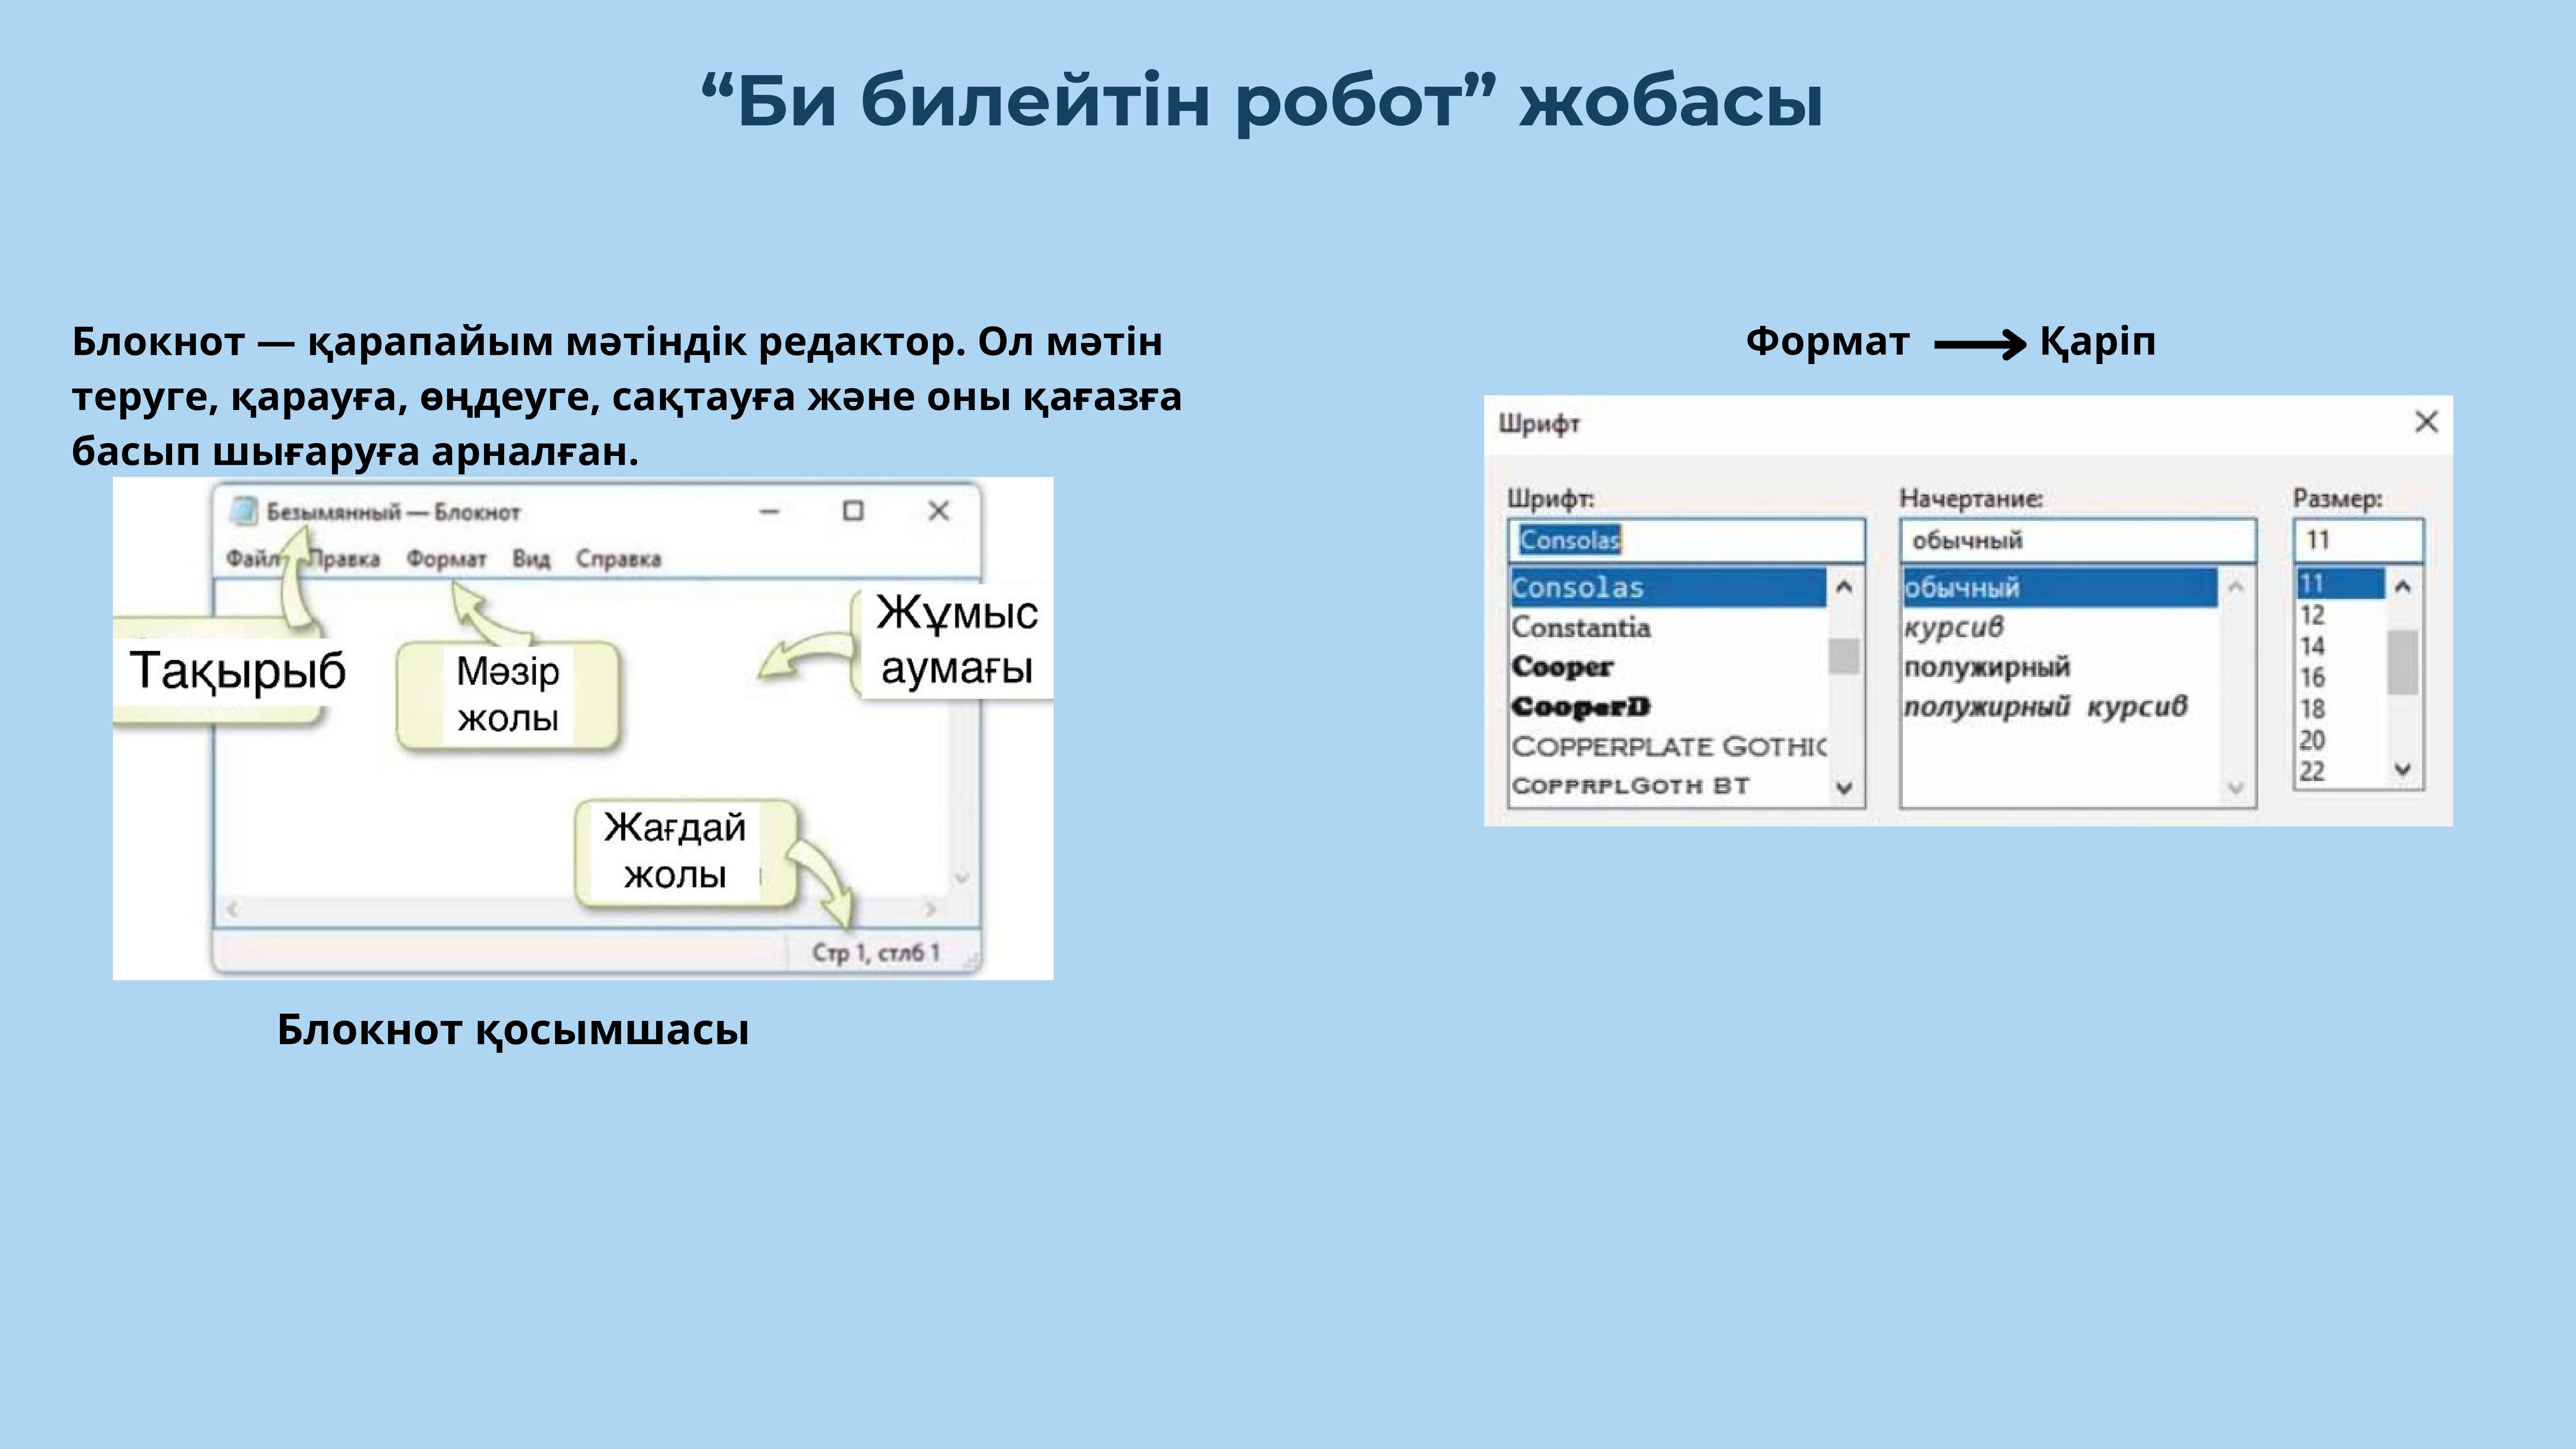 “Би билейтін робот” жобасы
Блокнот — қарапайым мәтіндік редактор. Ол мәтін
теруге, қарауға, өңдеуге, сақтауға және оны қағазға
басып шығаруға арналған.
Безымянный — Блокнот
Файл Правка Формат Вид Справка
Тақырыб
Мәзір
жолы
Жұмыс
аумағы
Жағдай
жолы
Стр 1, стлб 1
Блокнот қосымшасы
Формат → Қаріп
Шрифт
Шрифт:
Consolas
Consolas
Constantia
Cooper
CooperD
Copperplate Gothic
CopprplGoth BT
Начертание:
обычный
обычный
курсив
полужирный
полужирный курсив
Размер:
11
11
12
14
16
18
20
22